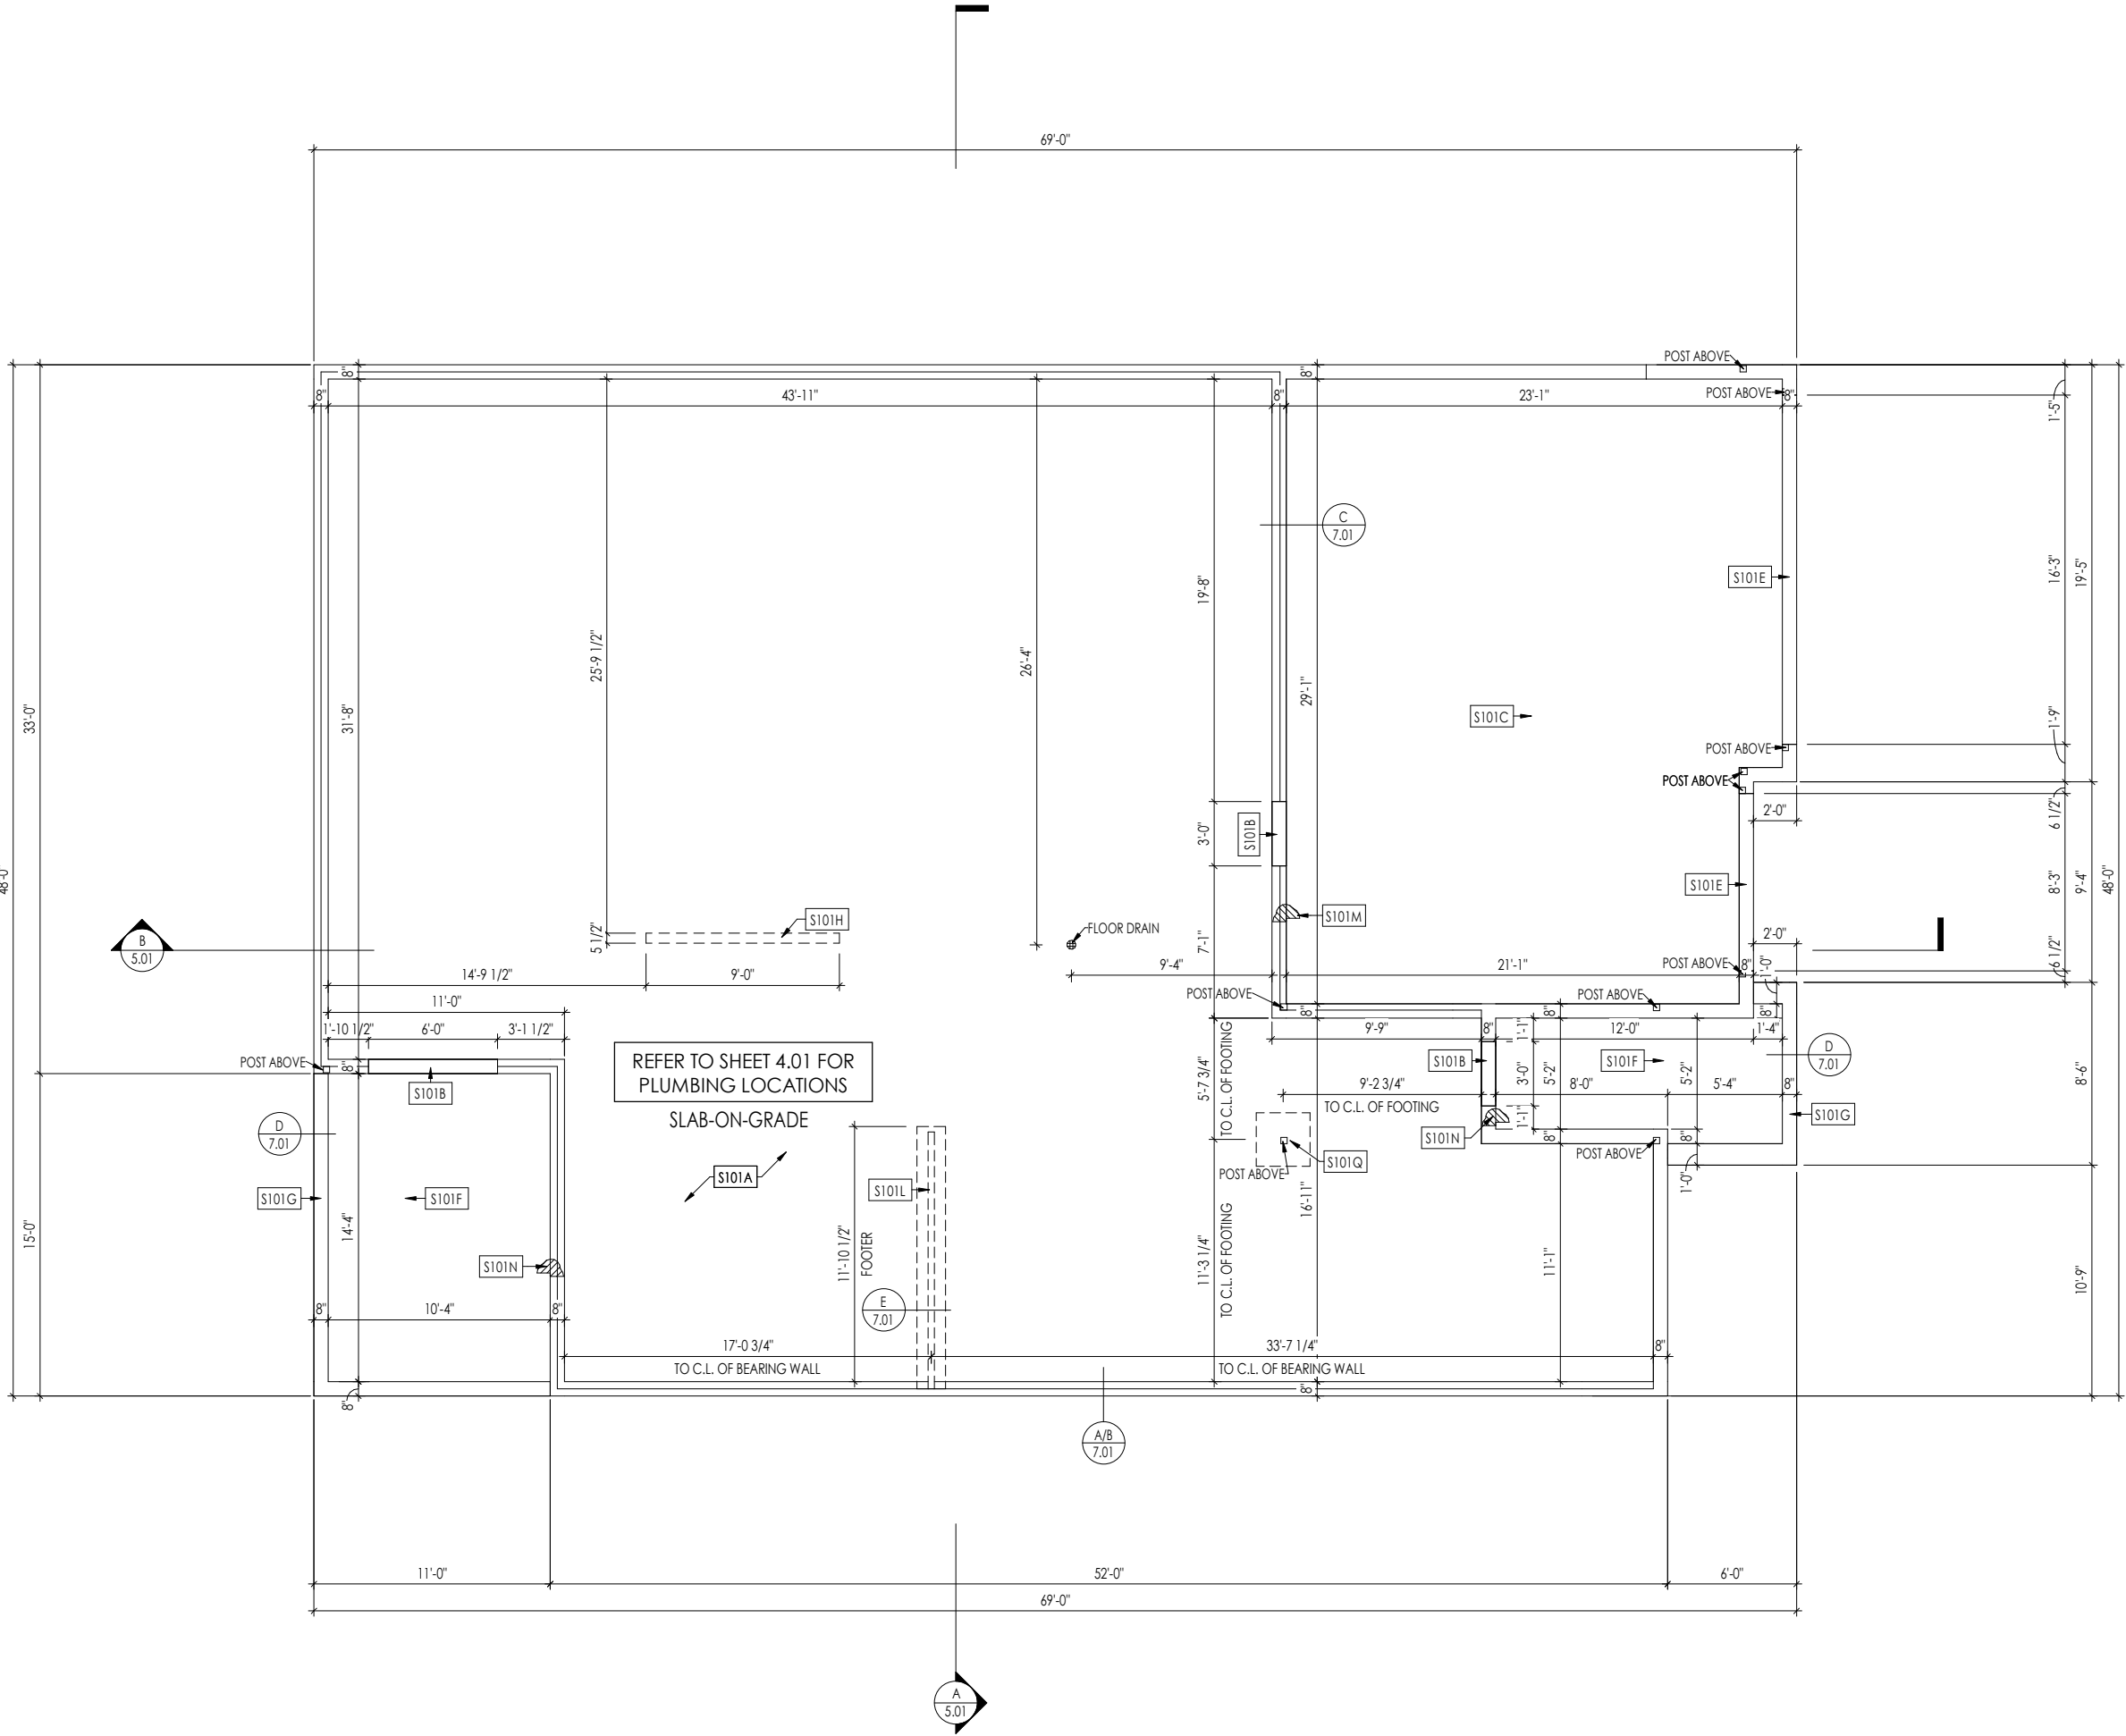 69'-0"
POST ABOVE
8"
8"
43'-11"
8"
8"
23'-1"
POST ABOVE
8"
1'-5"
C
7.01
S101E
16'-3"
19'-5"
19'-8"
25'-9 1/2"
26'-4"
29'-1"
33'-0"
31'-8"
S101C
1'-9"
POST ABOVE
POST ABOVE
2'-0"
6 1/2"
3'-0"
S101B
48'-0"
S101E
8'-3"
9'-4"
48'-0"
S101H
S101M
B
5.01
5 1/2"
FLOOR DRAIN
7'-1"
2'-0"
6 1/2"
14'-9 1/2"
9'-0"
9'-4"
21'-1"
POST ABOVE
8"
1'-0"
11'-0"
POST ABOVE
POST ABOVE
8"
8"
8"
1'-10 1/2"
6'-0"
3'-1 1/2"
9'-9"
8"
1'-1"
12'-0"
1'-4"
POST ABOVE
8"
REFER TO SHEET 4.01 FOR
PLUMBING LOCATIONS
S101B
S101B
S101F
D
7.01
5'-7 3/4"
TO C.L. OF FOOTING
3'-0"
5'-2"
5'-2"
8'-6"
9'-2 3/4"
8'-0"
5'-4"
8"
TO C.L. OF FOOTING
SLAB-ON-GRADE
D
7.01
1'-1"
S101G
S101N
8"
8"
POST ABOVE
S101Q
POST ABOVE
S101A
1'-0"
S101G
S101F
S101L
16'-11"
15'-0"
14'-4"
11'-10 1/2"
FOOTER
11'-3 1/4"
TO C.L. OF FOOTING
11'-1"
S101N
10'-9"
E
7.01
8"
10'-4"
8"
17'-0 3/4"
33'-7 1/4"
8"
TO C.L. OF BEARING WALL
TO C.L. OF BEARING WALL
8"
8"
A/B
7.01
11'-0"
52'-0"
6'-0"
69'-0"
A
5.01